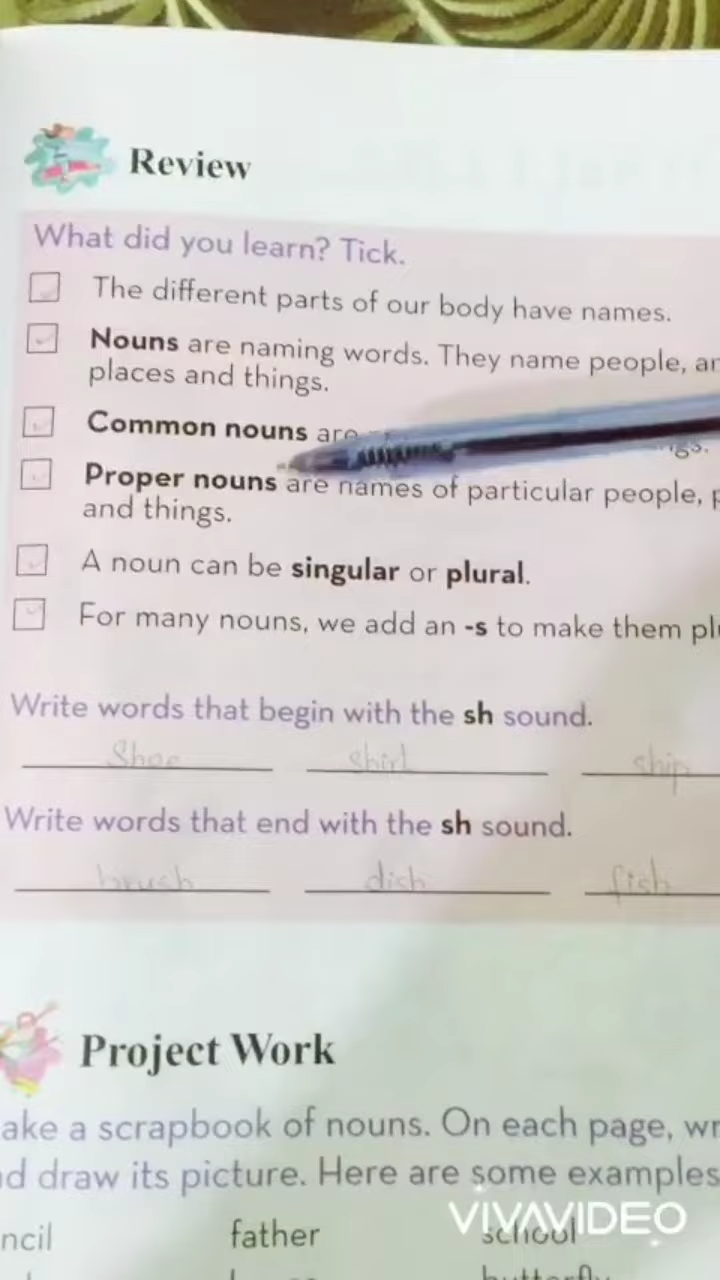 Review
What did you learn? Tick.
The different parts of our body have names.
Nouns are naming words. They name people,
places and things.
Common nouns are
Proper nouns are names of particular people,
and things.
A noun can be singular or plural.
For many nouns, we add an -s to make them
Write words that begin with the sh sound.
Shoe shirt ship
Write words that end with the sh sound.
brush dish fish
Project Work
ake a scrapbook of nouns. On each page,
draw its picture. Here are some examples
ncil father school
butterfly
VIVAVIDEO